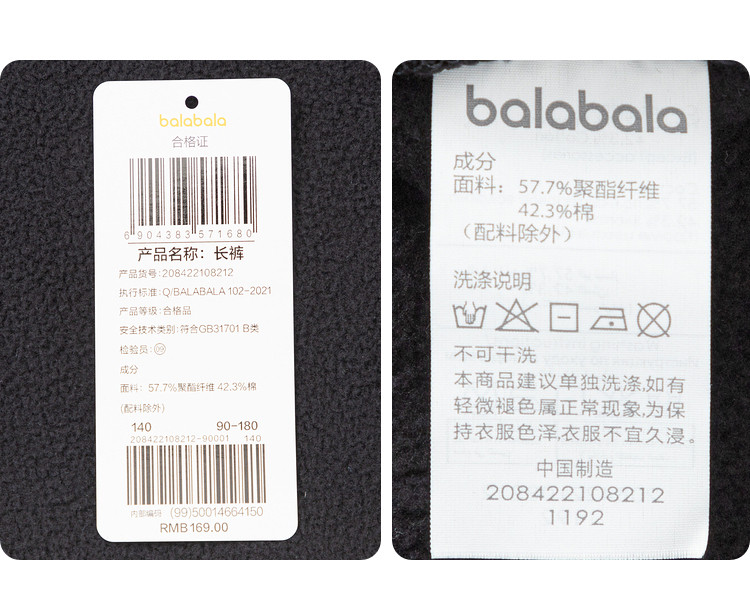 balabala
合格证
6904383571680
产品名称：长裤
产品货号：208422108212
执行标准：Q/BALABALA 102-2021
产品等级：合格品
安全技术类别：符合GB31701 B类
检验员：
成分
面料：57.7%聚酯纤维 42.3%棉
(配料除外)
140 90-180
208422108212-90001 140
内部编码 (99)50014664150
RMB169.00
balabala
成分
面料：57.7%聚酯纤维
42.3%棉
（配料除外）
洗涤说明
不可干洗
本商品建议单独洗涤,如有
轻微褪色属正常现象,为保
持衣服色泽,衣服不宜久浸。
中国制造
208422108212
1192